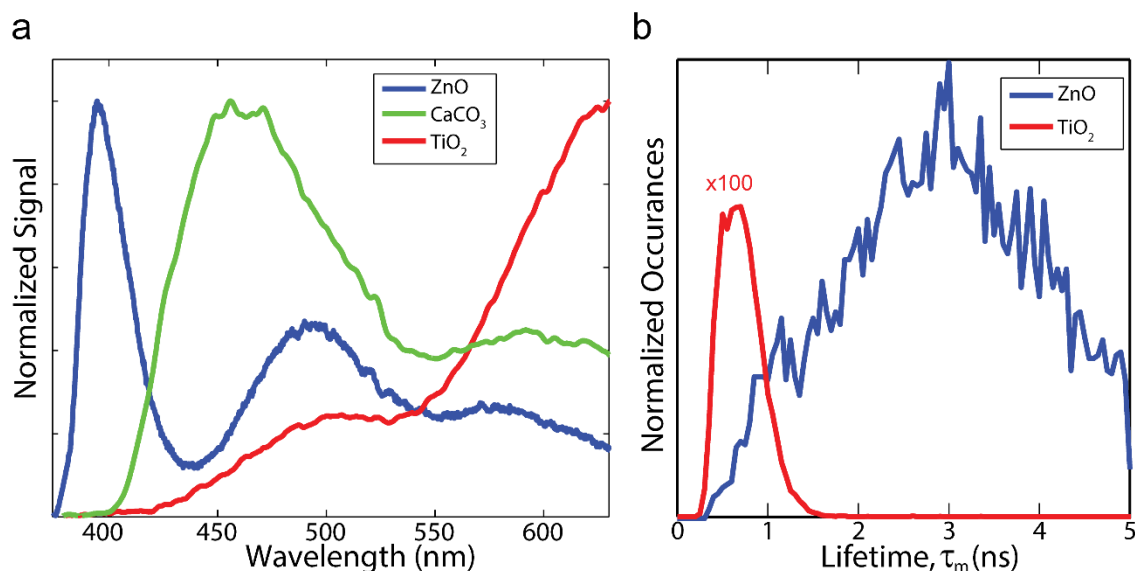 a
Normalized Signal
ZnO
CaCO₃
TiO₂
400
450
500
550
600
Wavelength (nm)
b
Normalized Occurances
x100
ZnO
TiO₂
0
1
2
3
4
5
Lifetime, τₘ (ns)